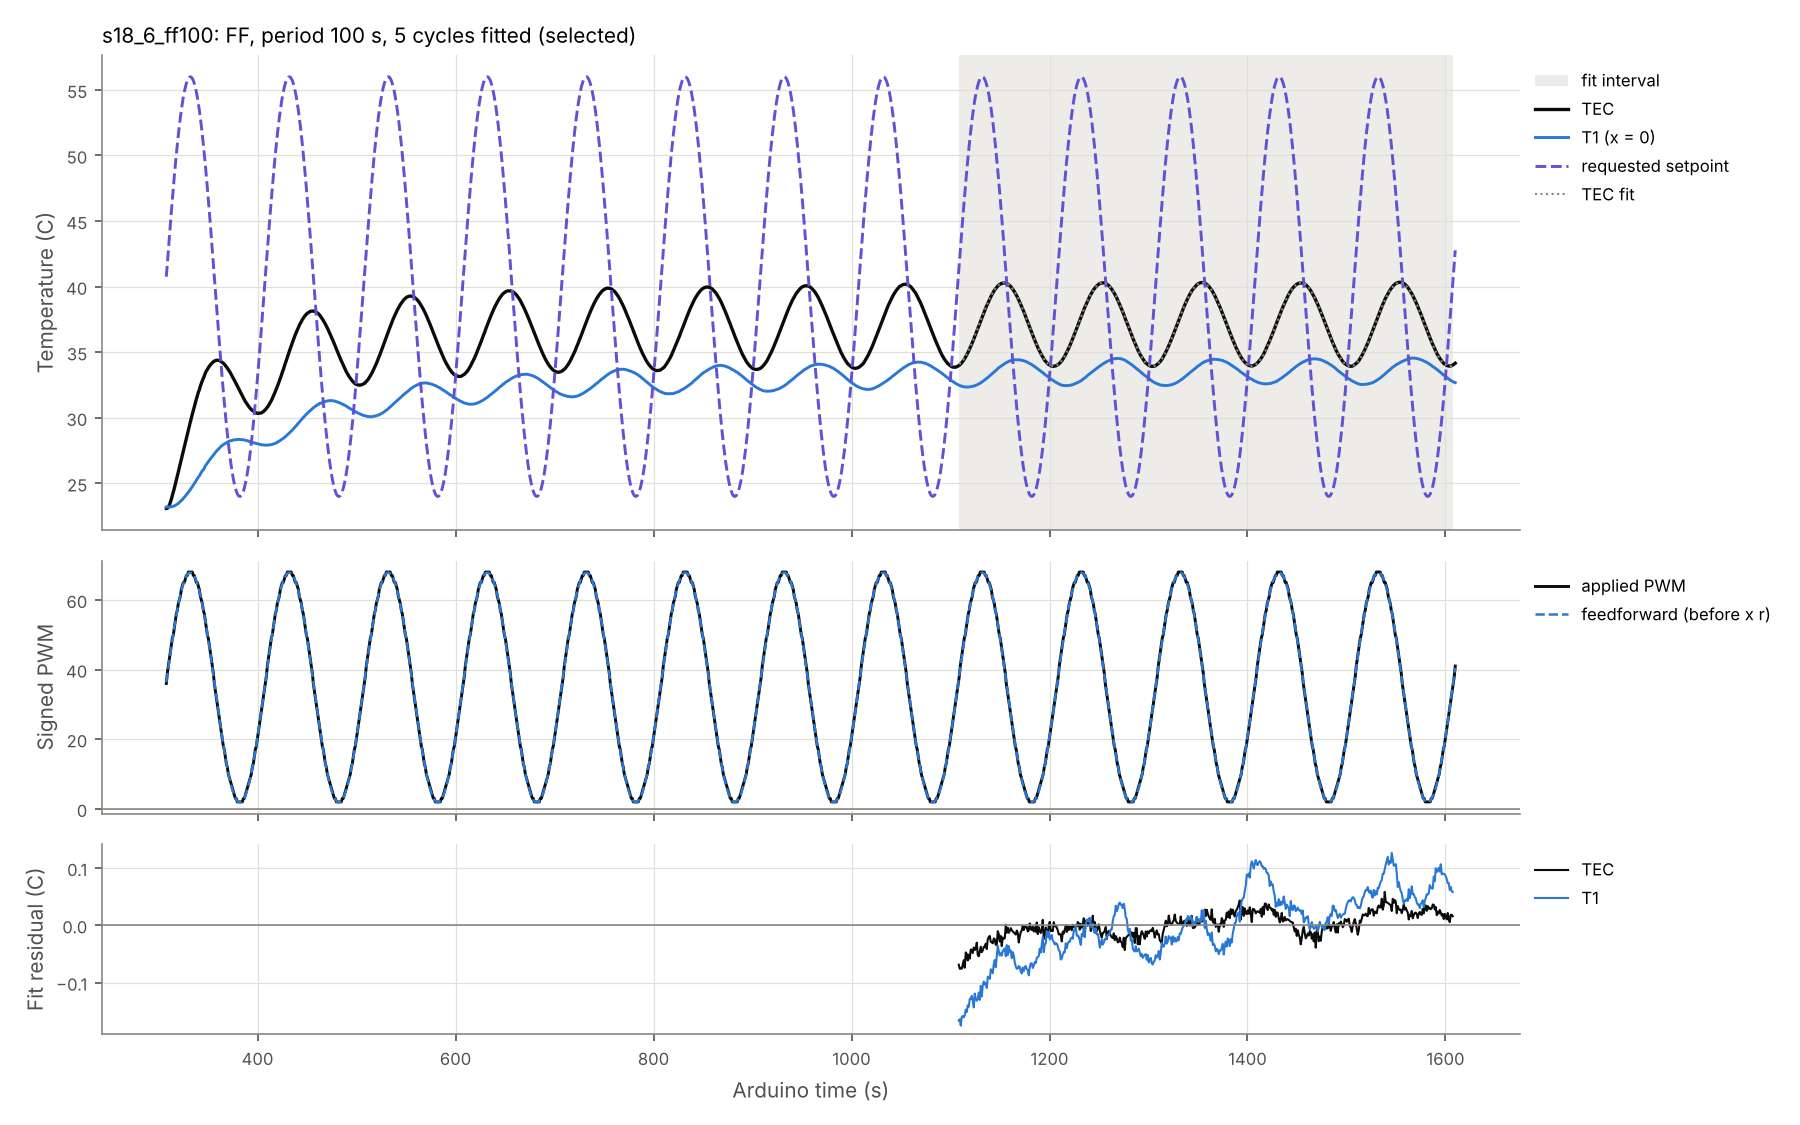 s18_6_ff100: FF, period 100 s, 5 cycles fitted (selected)
Temperature (C)
55
50
45
40
35
30
25
fit interval
TEC
T1 (x = 0)
requested setpoint
TEC fit
Signed PWM
60
40
20
0
applied PWM
feedforward (before x r)
Fit residual (C)
0.1
0.0
−0.1
TEC
T1
400
600
800
1000
1200
1400
1600
Arduino time (s)